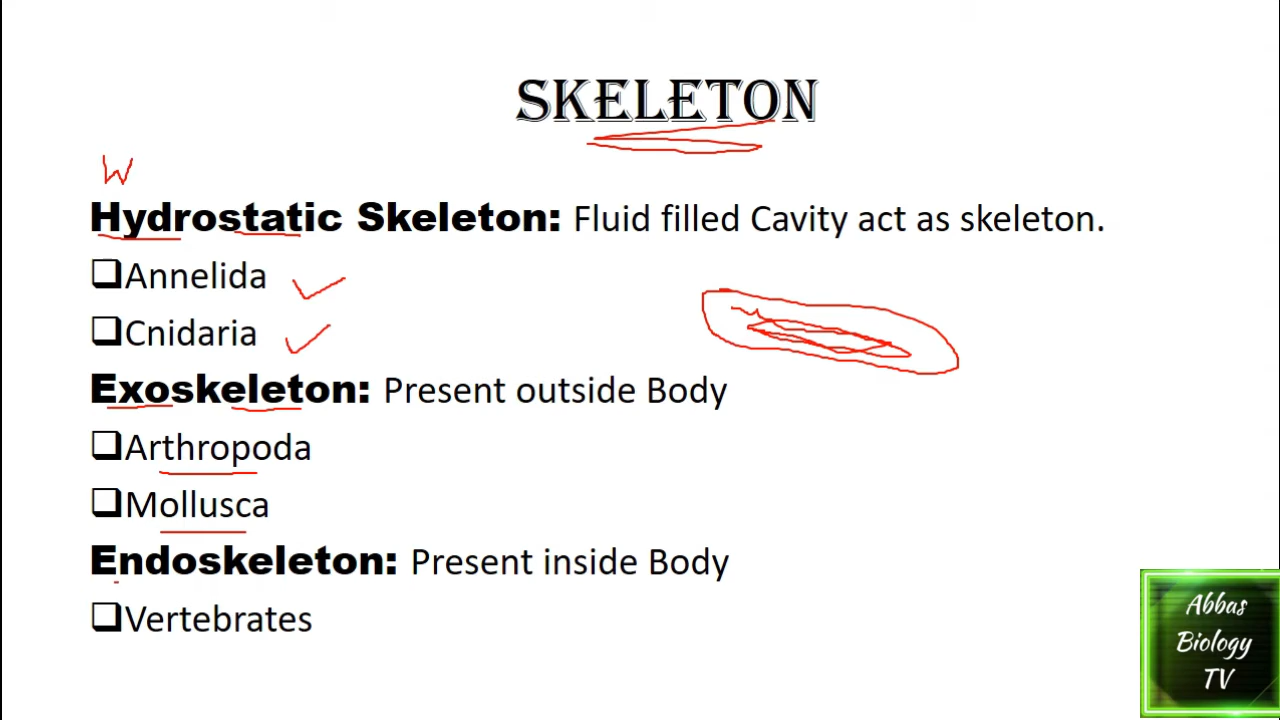 SKELETON
W
Hydrostatic Skeleton: Fluid filled Cavity act as skeleton.
Annelida
Cnidaria
Exoskeleton: Present outside Body
Arthropoda
Mollusca
Endoskeleton: Present inside Body
Vertebrates
Abbas
Biology
TV